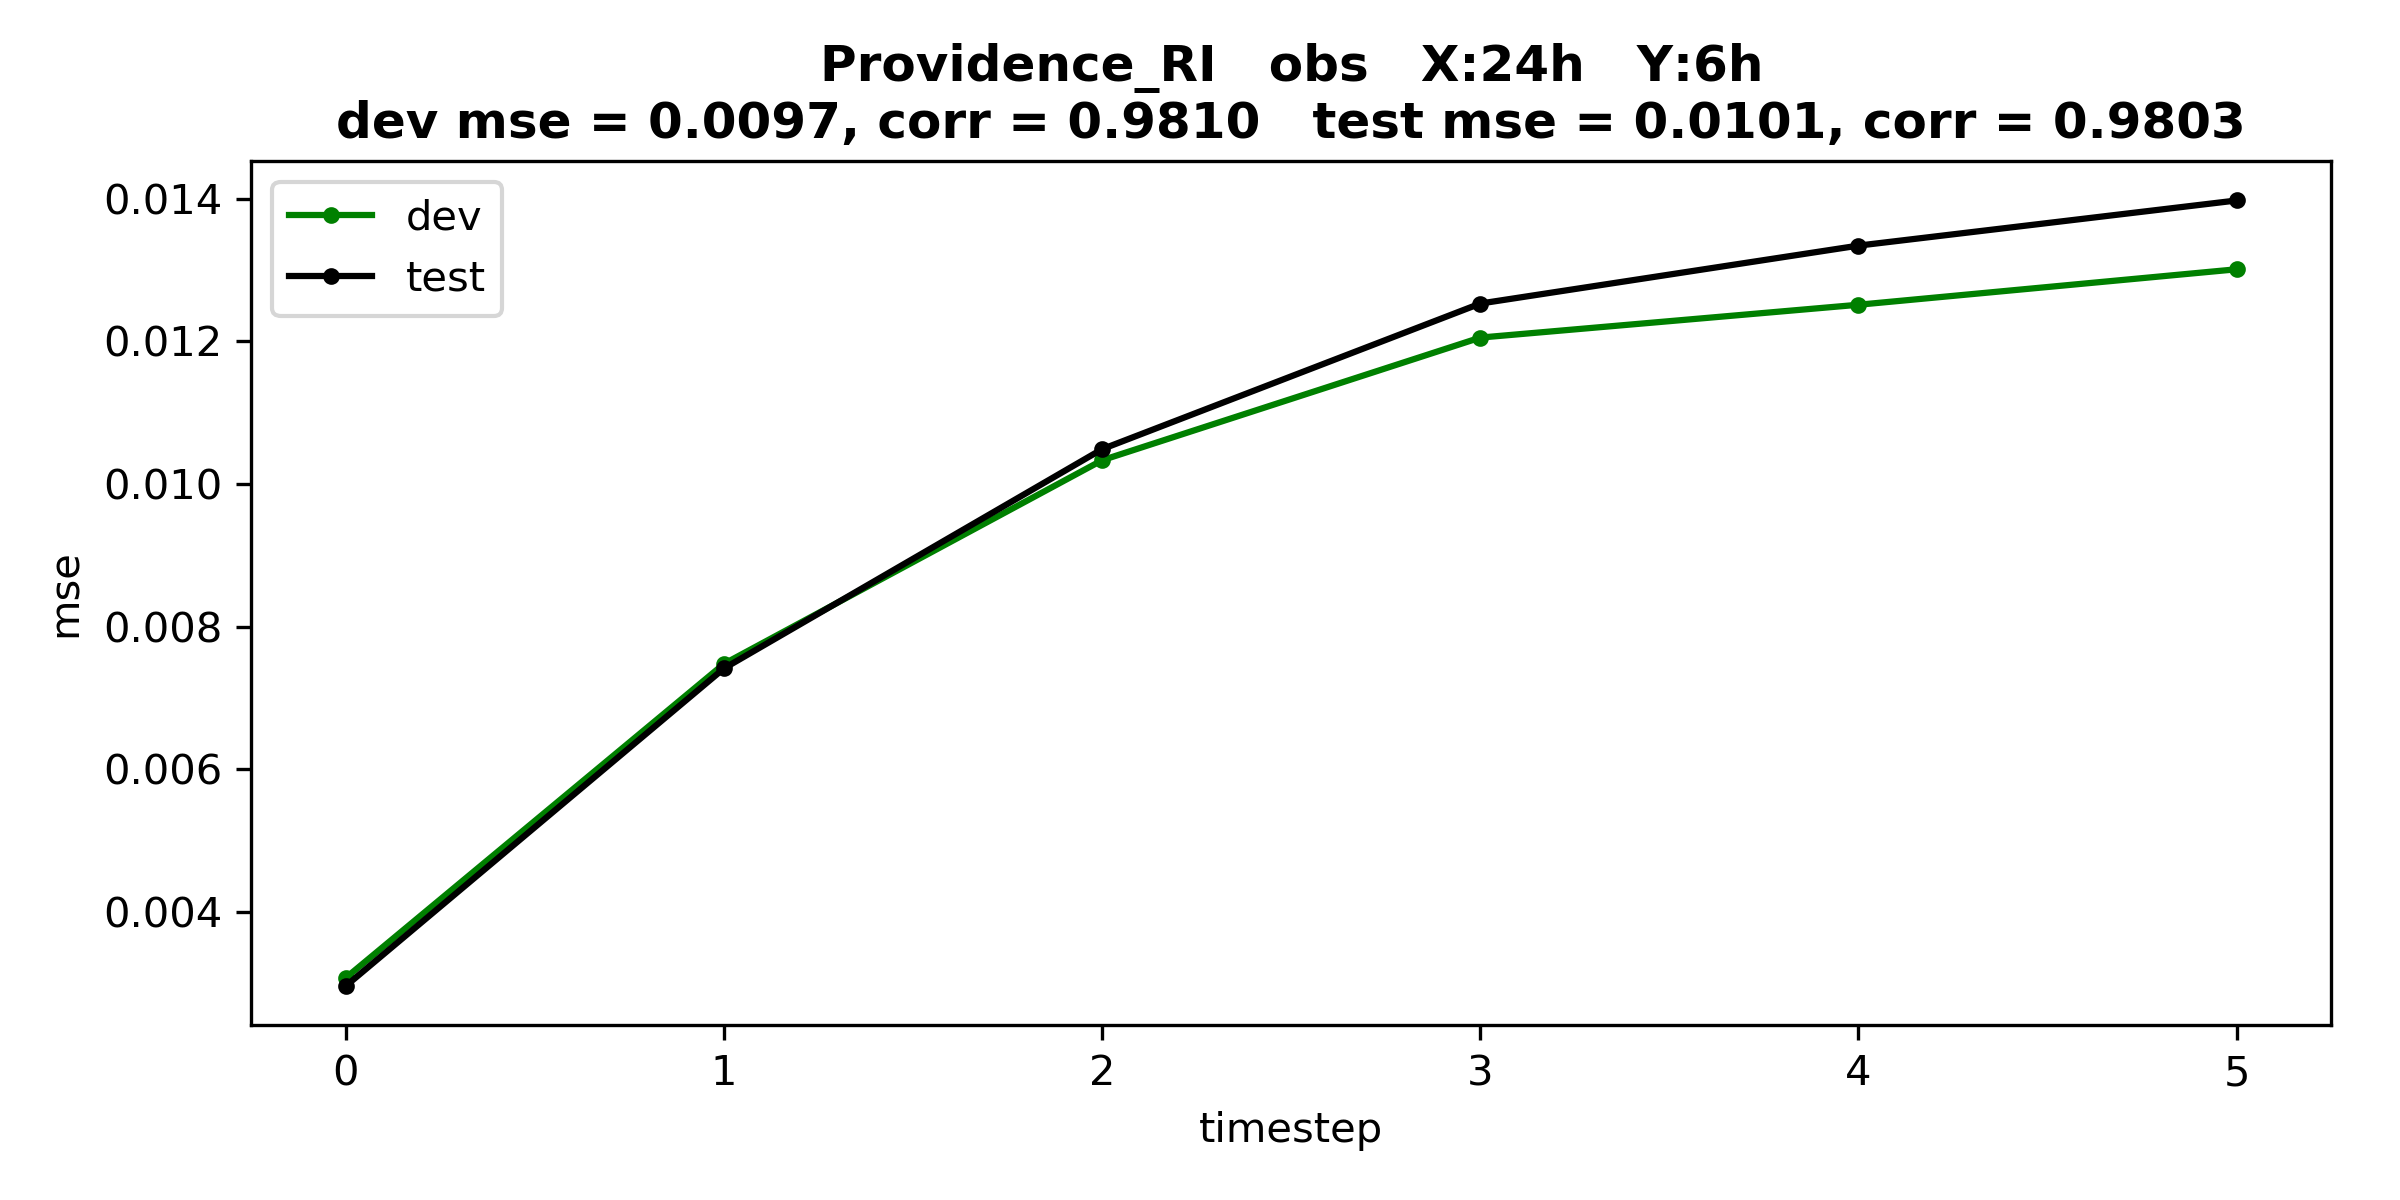 Providence_RI   obs   X:24h   Y:6h
dev mse = 0.0097, corr = 0.9810   test mse = 0.0101, corr = 0.9803
dev
test
0.014
0.012
0.010
0.008
0.006
0.004
mse
0 1 2 3 4 5
timestep